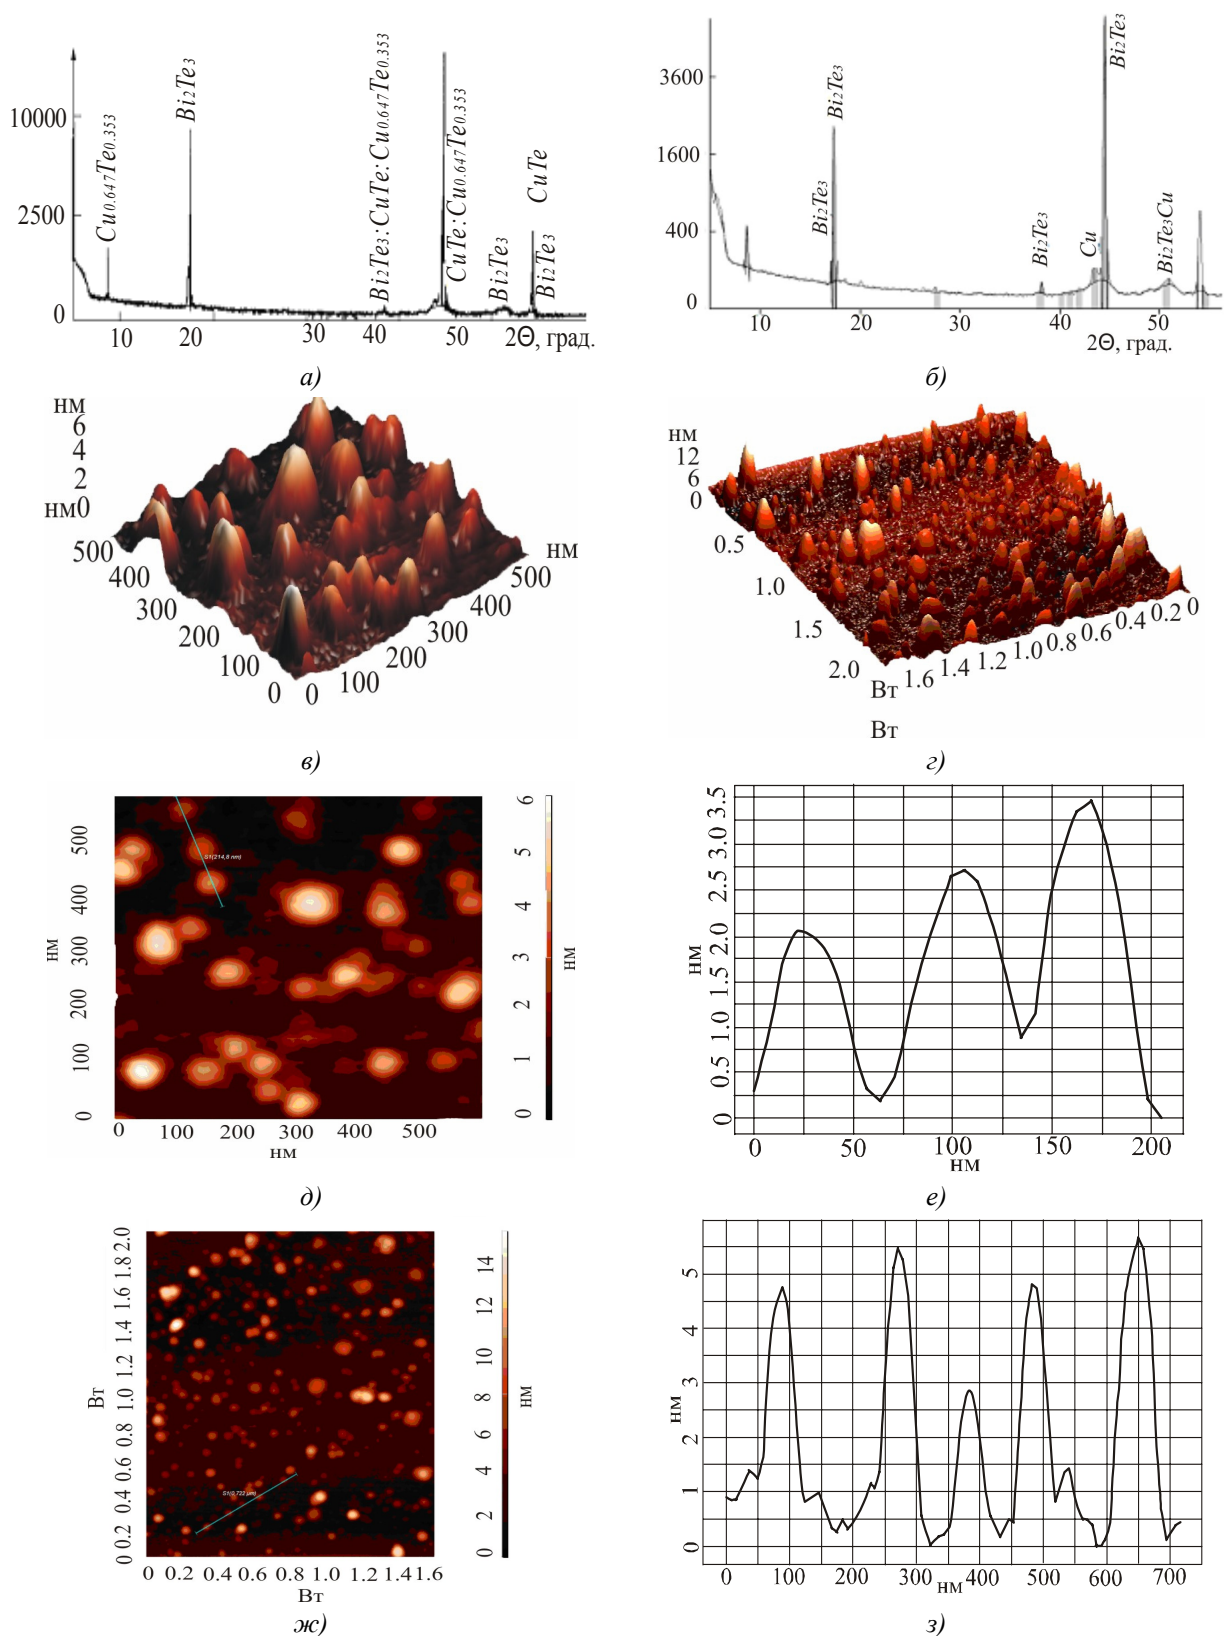 10000
2500
0
Cu0.647Te0.353
Bi2Te3
Bi2Te3:CuTe:Cu0.647Te0.353
CuTe:Cu0.647Te0.353
Bi2Te3
CuTe
Bi2Te3
10 20 30 40 50 2Θ, град.
а)
3600
1600
400
0
Bi2Te3
Bi2Te3
Bi2Te3
Cu
Bi2Te3
Bi2Te3Cu
10 20 30 40 50
2Θ, град.
б)
нм
6
4
2
нм0
500
400
300
200
100
0
0
100
200
300
400
500
нм
в)
нм
12
6
0
0.5
1.0
1.5
2.0
Вт
1.6 1.4 1.2 1.0 0.8 0.6 0.4 0.2 0
Вт
г)
500
400
300
200
100
0
нм
S1(214,8 nm)
0 100 200 300 400 500
нм
6
5
4
3
2
1
0
нм
д)
3.5
3.0
2.5
2.0
1.5
1.0
0.5
0
нм
0 50 100 150 200
нм
е)
2.0
1.8
1.6
1.4
1.2
1.0
0.8
0.6
0.4
0.2
0
Вт
S1(0,722 µm)
0 0.2 0.4 0.6 0.8 1.0 1.2 1.4 1.6
Вт
14
12
10
8
6
4
2
0
нм
ж)
5
4
3
2
1
0
нм
0 100 200 300 400 500 600 700
нм
з)